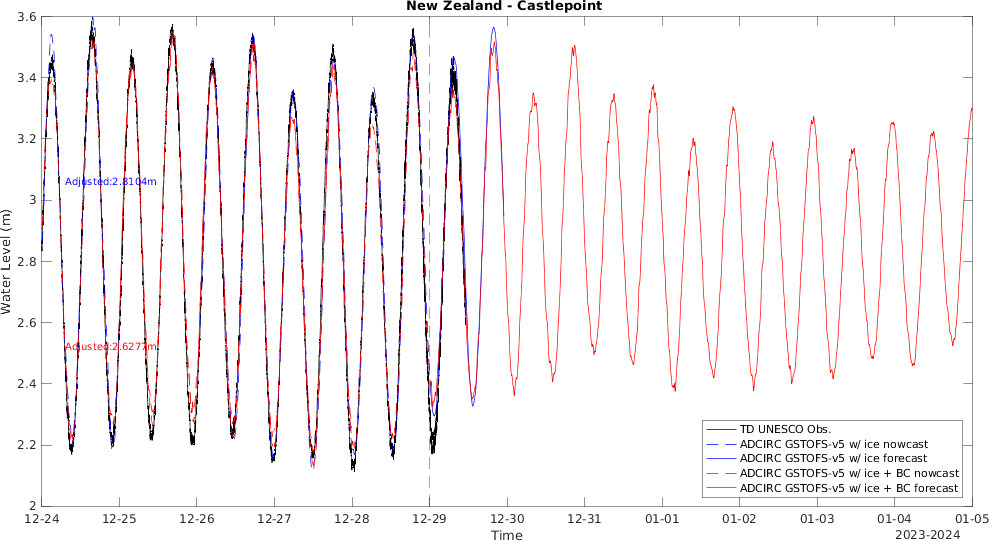 New Zealand - Castlepoint
3.6
3.4
3.2
3
2.8
2.6
2.4
2.2
2
Water Level (m)
Adjusted:2.8104m
Adjusted:2.6277m
TD UNESCO Obs.
ADCIRC GSTOFS-v5 w/ ice nowcast
ADCIRC GSTOFS-v5 w/ ice forecast
ADCIRC GSTOFS-v5 w/ ice + BC nowcast
ADCIRC GSTOFS-v5 w/ ice + BC forecast
12-24 12-25 12-26 12-27 12-28 12-29 12-30 12-31 01-01 01-02 01-03 01-04 01-05
Time
2023-2024